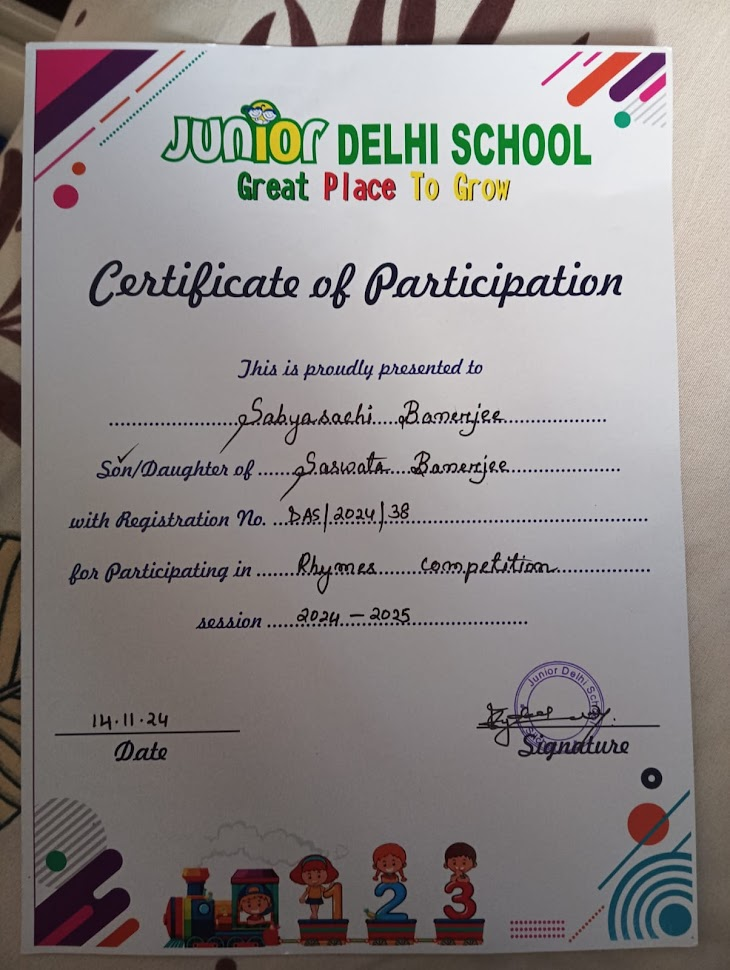 JUNIOR DELHI SCHOOL
Great Place To Grow
Certificate of Participation
This is proudly presented to
Sabyasachi Banerjee
Son/Daughter of Saswata Banerjee
with Registration No. DAS/2024/38
for Participating in Rhymes competition
session 2024-2025
14.11.24
Date
Junior Delhi School
Signature
1 2 3